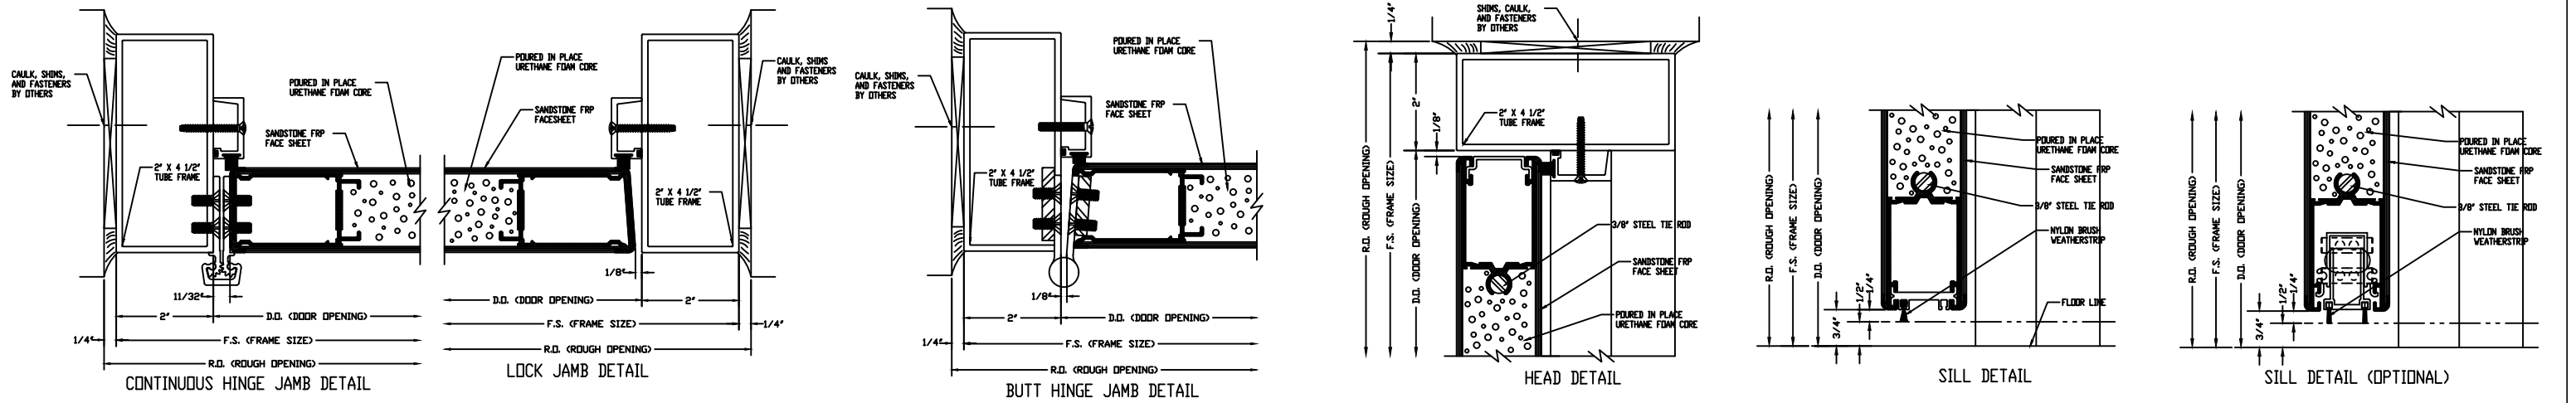 CAULK, SHIMS,
AND FASTENERS
BY OTHERS
POURED IN PLACE
URETHANE FOAM CORE
SANDSTONE FRP
FACE SHEET
2" X 4 1/2"
TUBE FRAME
11/32"
2"
D.O. (DOOR OPENING)
1/4"
F.S. (FRAME SIZE)
R.O. (ROUGH OPENING)
CONTINUOUS HINGE JAMB DETAIL
POURED IN PLACE
URETHANE FOAM CORE
SANDSTONE FRP
FACESHEET
CAULK, SHIMS
AND FASTENERS
BY OTHERS
2" X 4 1/2"
TUBE FRAME
1/8"
D.O. (DOOR OPENING)
2"
F.S. (FRAME SIZE)
1/4"
R.O. (ROUGH OPENING)
LOCK JAMB DETAIL
CAULK, SHIMS,
AND FASTENERS
BY OTHERS
POURED IN PLACE
URETHANE FOAM CORE
SANDSTONE FRP
FACE SHEET
2" X 4 1/2"
TUBE FRAME
1/8"
2"
D.O. (DOOR OPENING)
1/4"
F.S. (FRAME SIZE)
R.O. (ROUGH OPENING)
BUTT HINGE JAMB DETAIL
SHIMS, CAULK,
AND FASTENERS
BY OTHERS
1/4"
2"
1/8"
R.O. (ROUGH OPENING)
F.S. (FRAME SIZE)
D.O. (DOOR OPENING)
2" X 4 1/2"
TUBE FRAME
3/8" STEEL TIE ROD
SANDSTONE FRP
FACE SHEET
POURED IN PLACE
URETHANE FOAM CORE
HEAD DETAIL
R.O. (ROUGH OPENING)
F.S. (FRAME SIZE)
D.O. (DOOR OPENING)
POURED IN PLACE
URETHANE FOAM CORE
SANDSTONE FRP
FACE SHEET
3/8" STEEL TIE ROD
NYLON BRUSH
WEATHERSTRIP
FLOOR LINE
3/4"
1/2"
1/4"
SILL DETAIL
R.O. (ROUGH OPENING)
F.S. (FRAME SIZE)
D.O. (DOOR OPENING)
POURED IN PLACE
URETHANE FOAM CORE
SANDSTONE FRP
FACE SHEET
3/8" STEEL TIE ROD
NYLON BRUSH
WEATHERSTRIP
3/4"
1/2"
1/4"
SILL DETAIL (OPTIONAL)